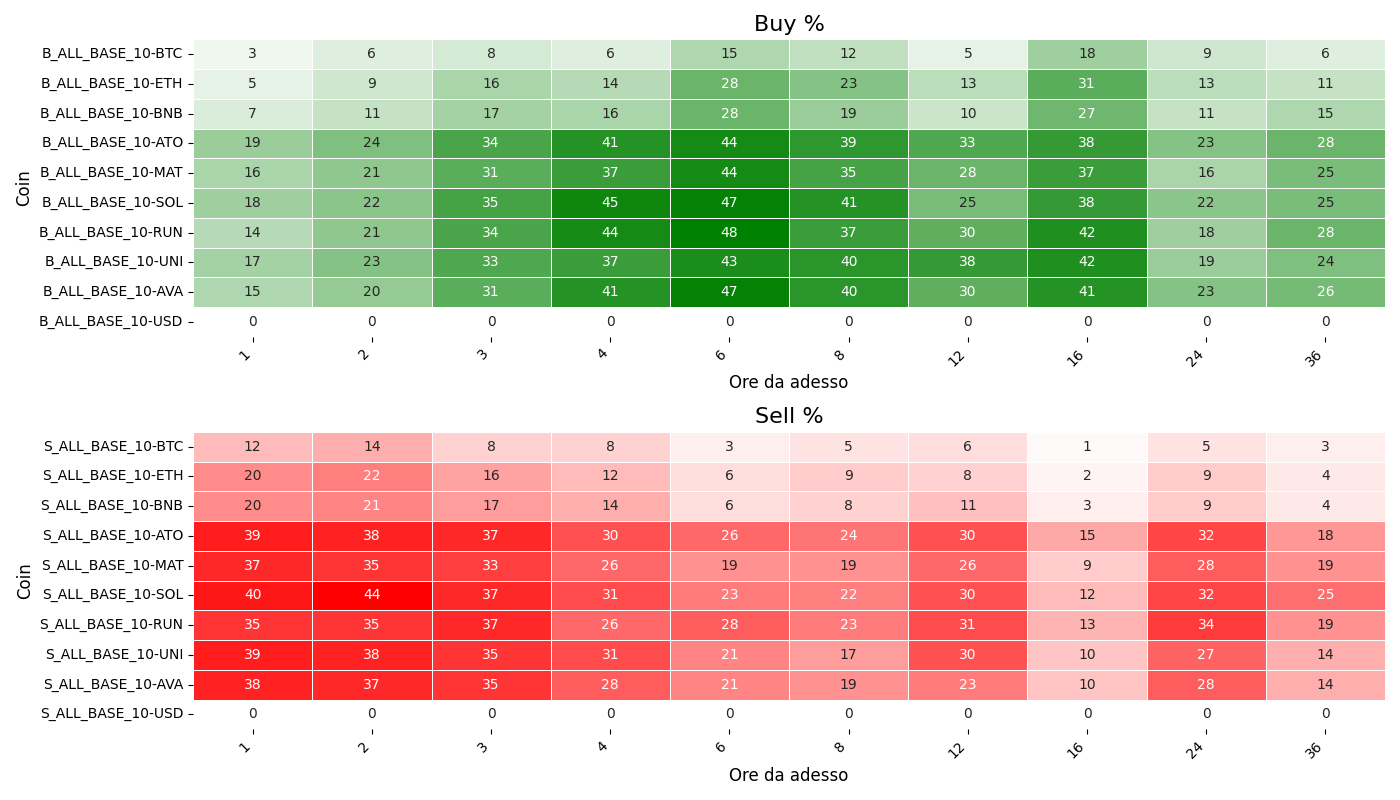 Buy %
Coin
B_ALL_BASE_10-BTC 3 6 8 6 15 12 5 18 9 6
B_ALL_BASE_10-ETH 5 9 16 14 28 23 13 31 13 11
B_ALL_BASE_10-BNB 7 11 17 16 28 19 10 27 11 15
B_ALL_BASE_10-ATO 19 24 34 41 44 39 33 38 23 28
B_ALL_BASE_10-MAT 16 21 31 37 44 35 28 37 16 25
B_ALL_BASE_10-SOL 18 22 35 45 47 41 25 38 22 25
B_ALL_BASE_10-RUN 14 21 34 44 48 37 30 42 18 28
B_ALL_BASE_10-UNI 17 23 33 37 43 40 38 42 19 24
B_ALL_BASE_10-AVA 15 20 31 41 47 40 30 41 23 26
B_ALL_BASE_10-USD 0 0 0 0 0 0 0 0 0 0
1 2 3 4 6 8 12 16 24 36
Ore da adesso
Sell %
Coin
S_ALL_BASE_10-BTC 12 14 8 8 3 5 6 1 5 3
S_ALL_BASE_10-ETH 20 22 16 12 6 9 8 2 9 4
S_ALL_BASE_10-BNB 20 21 17 14 6 8 11 3 9 4
S_ALL_BASE_10-ATO 39 38 37 30 26 24 30 15 32 18
S_ALL_BASE_10-MAT 37 35 33 26 19 19 26 9 28 19
S_ALL_BASE_10-SOL 40 44 37 31 23 22 30 12 32 25
S_ALL_BASE_10-RUN 35 35 37 26 28 23 31 13 34 19
S_ALL_BASE_10-UNI 39 38 35 31 21 17 30 10 27 14
S_ALL_BASE_10-AVA 38 37 35 28 21 19 23 10 28 14
S_ALL_BASE_10-USD 0 0 0 0 0 0 0 0 0 0
1 2 3 4 6 8 12 16 24 36
Ore da adesso